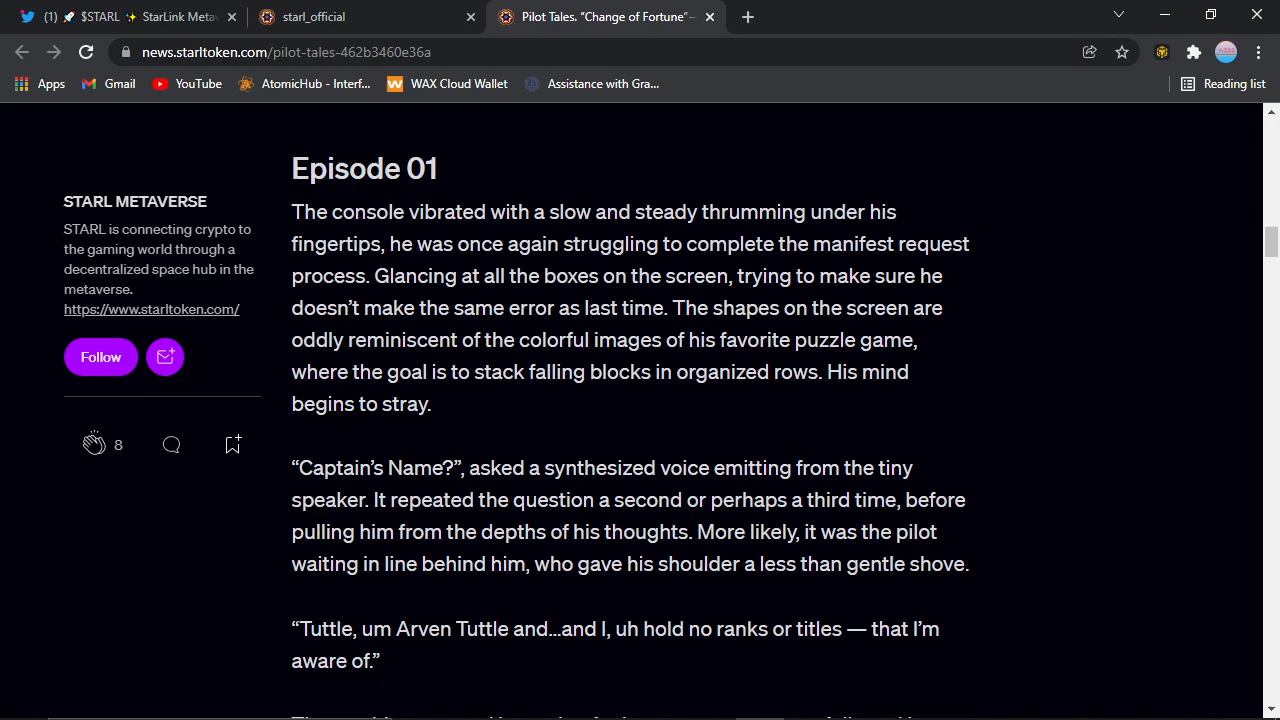 (1) 🚀 $STARL ✨ StarLink Meta
starl_official
Pilot Tales. “Change of Fortune”—
news.starltoken.com/pilot-tales-462b3460e36a
Apps
Gmail
YouTube
AtomicHub - Interf...
WAX Cloud Wallet
Assistance with Gra...
Reading list
STARL METAVERSE
STARL is connecting crypto to
the gaming world through a
decentralized space hub in the
metaverse.
https://www.starltoken.com/
Follow
8
Episode 01
The console vibrated with a slow and steady thrumming under his
fingertips, he was once again struggling to complete the manifest request
process. Glancing at all the boxes on the screen, trying to make sure he
doesn’t make the same error as last time. The shapes on the screen are
oddly reminiscent of the colorful images of his favorite puzzle game,
where the goal is to stack falling blocks in organized rows. His mind
begins to stray.
“Captain’s Name?”, asked a synthesized voice emitting from the tiny
speaker. It repeated the question a second or perhaps a third time, before
pulling him from the depths of his thoughts. More likely, it was the pilot
waiting in line behind him, who gave his shoulder a less than gentle shove.
“Tuttle, um Arven Tuttle and…and I, uh hold no ranks or titles — that I’m
aware of.”